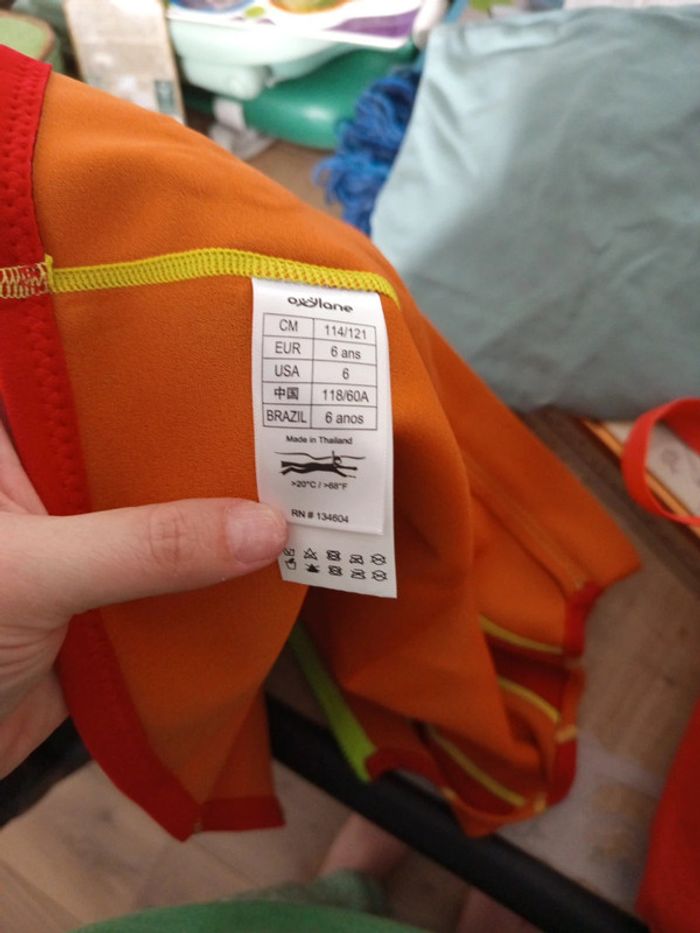 oxylane
CM 114/121
EUR 6 ans
USA 6
中国 118/60A
BRAZIL 6 anos
Made in Thailand
>20°C / >68°F
RN # 134604